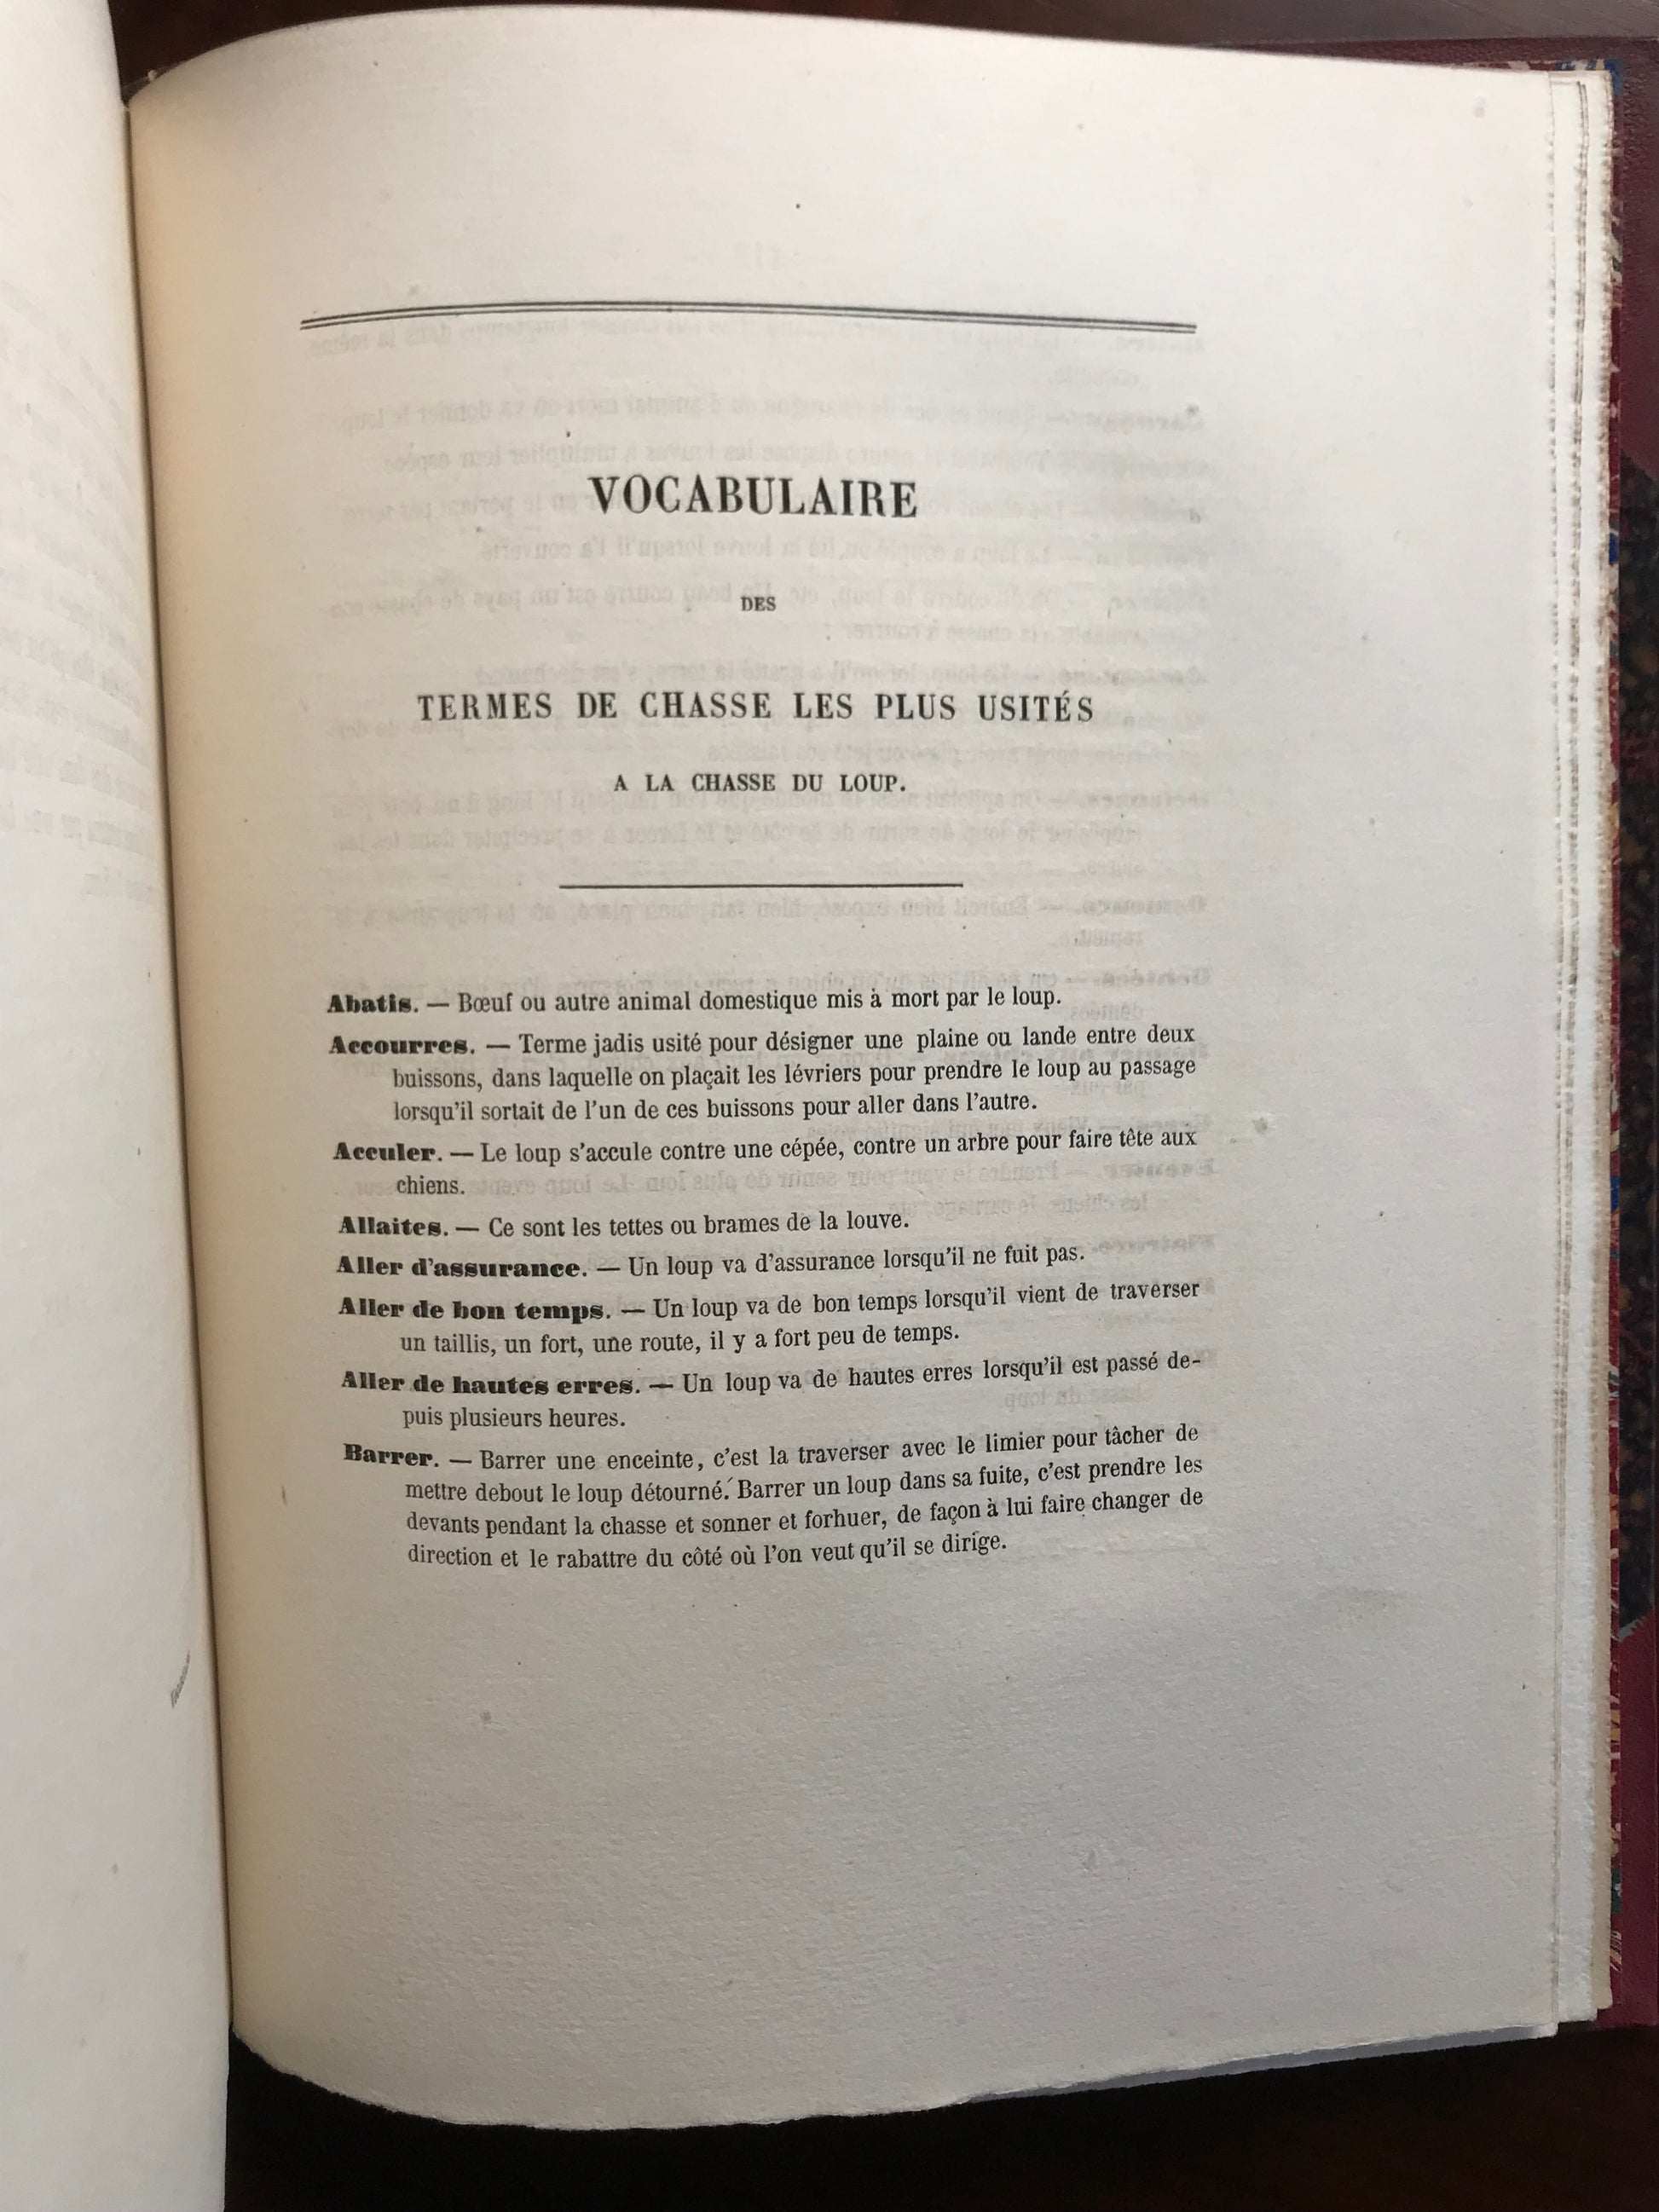 VOCABULAIRE
DES
TERMES DE CHASSE LES PLUS USITÉS
A LA CHASSE DU LOUP.
Abatis. — Bœuf ou autre animal domestique mis à mort par le loup.
Accourres. — Terme jadis usité pour désigner une plaine ou lande entre deux
buissons, dans laquelle on plaçait les lévriers pour prendre le loup au passage
lorsqu'il sortait de l'un de ces buissons pour aller dans l'autre.
Acculer. — Le loup s'accule contre une cépée, contre un arbre pour faire tête aux
chiens.
Allaites. — Ce sont les tettes ou brames de la louve.
Aller d'assurance. — Un loup va d'assurance lorsqu'il ne fuit pas.
Aller de bon temps. — Un loup va de bon temps lorsqu'il vient de traverser
un taillis, un fort, une route, il y a fort peu de temps.
Aller de hautes erres. — Un loup va de hautes erres lorsqu'il est passé de-
puis plusieurs heures.
Barrer. — Barrer une enceinte, c'est la traverser avec le limier pour tâcher de
mettre debout le loup détourné. Barrer un loup dans sa fuite, c'est prendre les
devants pendant la chasse et sonner et forhuer, de façon à lui faire changer de
direction et le rabattre du côté où l'on veut qu'il se dirige.